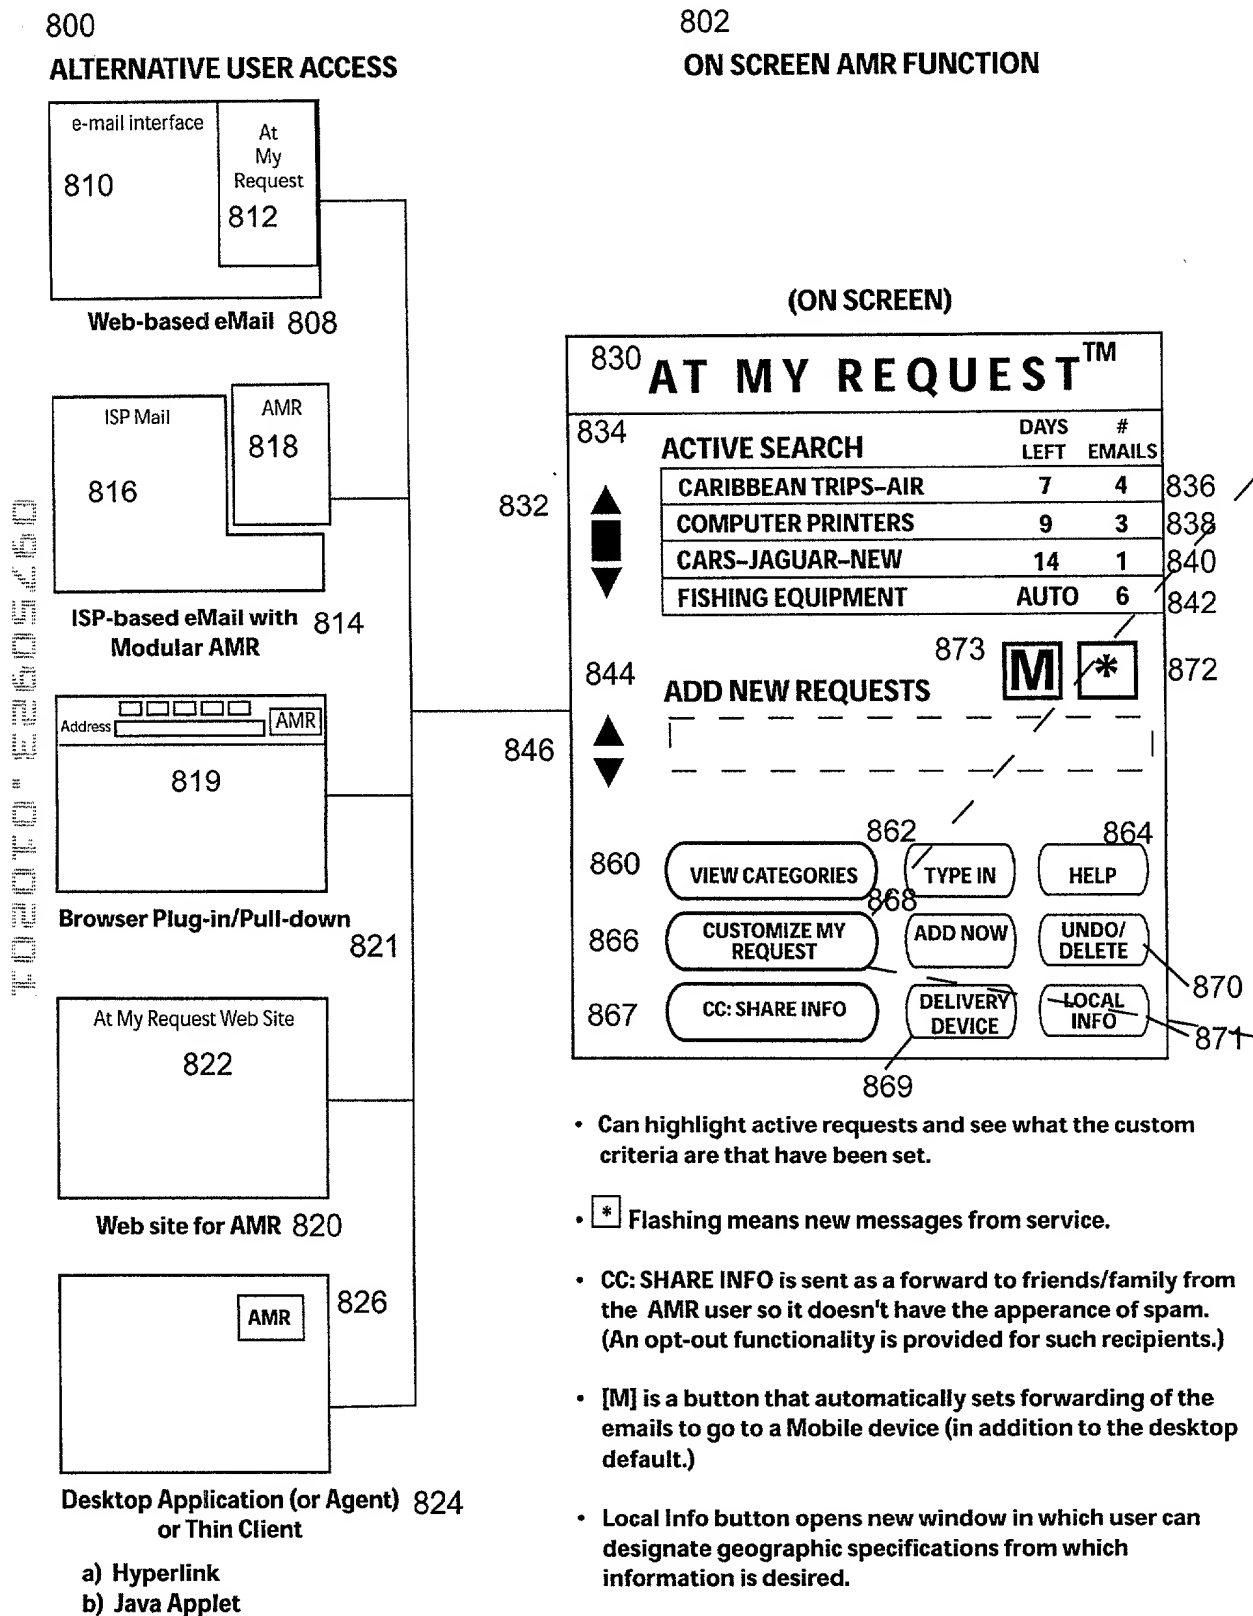 800
ALTERNATIVE USER ACCESS
e-mail interface
810
At
My
Request
812
Web-based eMail 808
ISP Mail
816
AMR
818
ISP-based eMail with 814
Modular AMR
Address
AMR
819
Browser Plug-in/Pull-down
821
At My Request Web Site
822
Web site for AMR 820
AMR
826
Desktop Application (or Agent) 824
or Thin Client
a) Hyperlink
b) Java Applet
802
ON SCREEN AMR FUNCTION
(ON SCREEN)
830 AT MY REQUEST™
834
ACTIVE SEARCH
DAYS
LEFT
#
EMAILS
832
CARIBBEAN TRIPS-AIR 7 4 836
COMPUTER PRINTERS 9 3 838
CARS-JAGUAR-NEW 14 1 840
FISHING EQUIPMENT AUTO 6 842
873 M * 872
844
ADD NEW REQUESTS
846
862 864
860 VIEW CATEGORIES TYPE IN HELP
868
866 CUSTOMIZE MY
REQUEST
ADD NOW
UNDO/
DELETE
870
867 CC: SHARE INFO
DELIVERY
DEVICE
LOCAL
INFO
871
869
• Can highlight active requests and see what the custom
criteria are that have been set.
• * Flashing means new messages from service.
• CC: SHARE INFO is sent as a forward to friends/family from
the AMR user so it doesn't have the apperance of spam.
(An opt-out functionality is provided for such recipients.)
• [M] is a button that automatically sets forwarding of the
emails to go to a Mobile device (in addition to the desktop
default.)
• Local Info button opens new window in which user can
designate geographic specifications from which
information is desired.